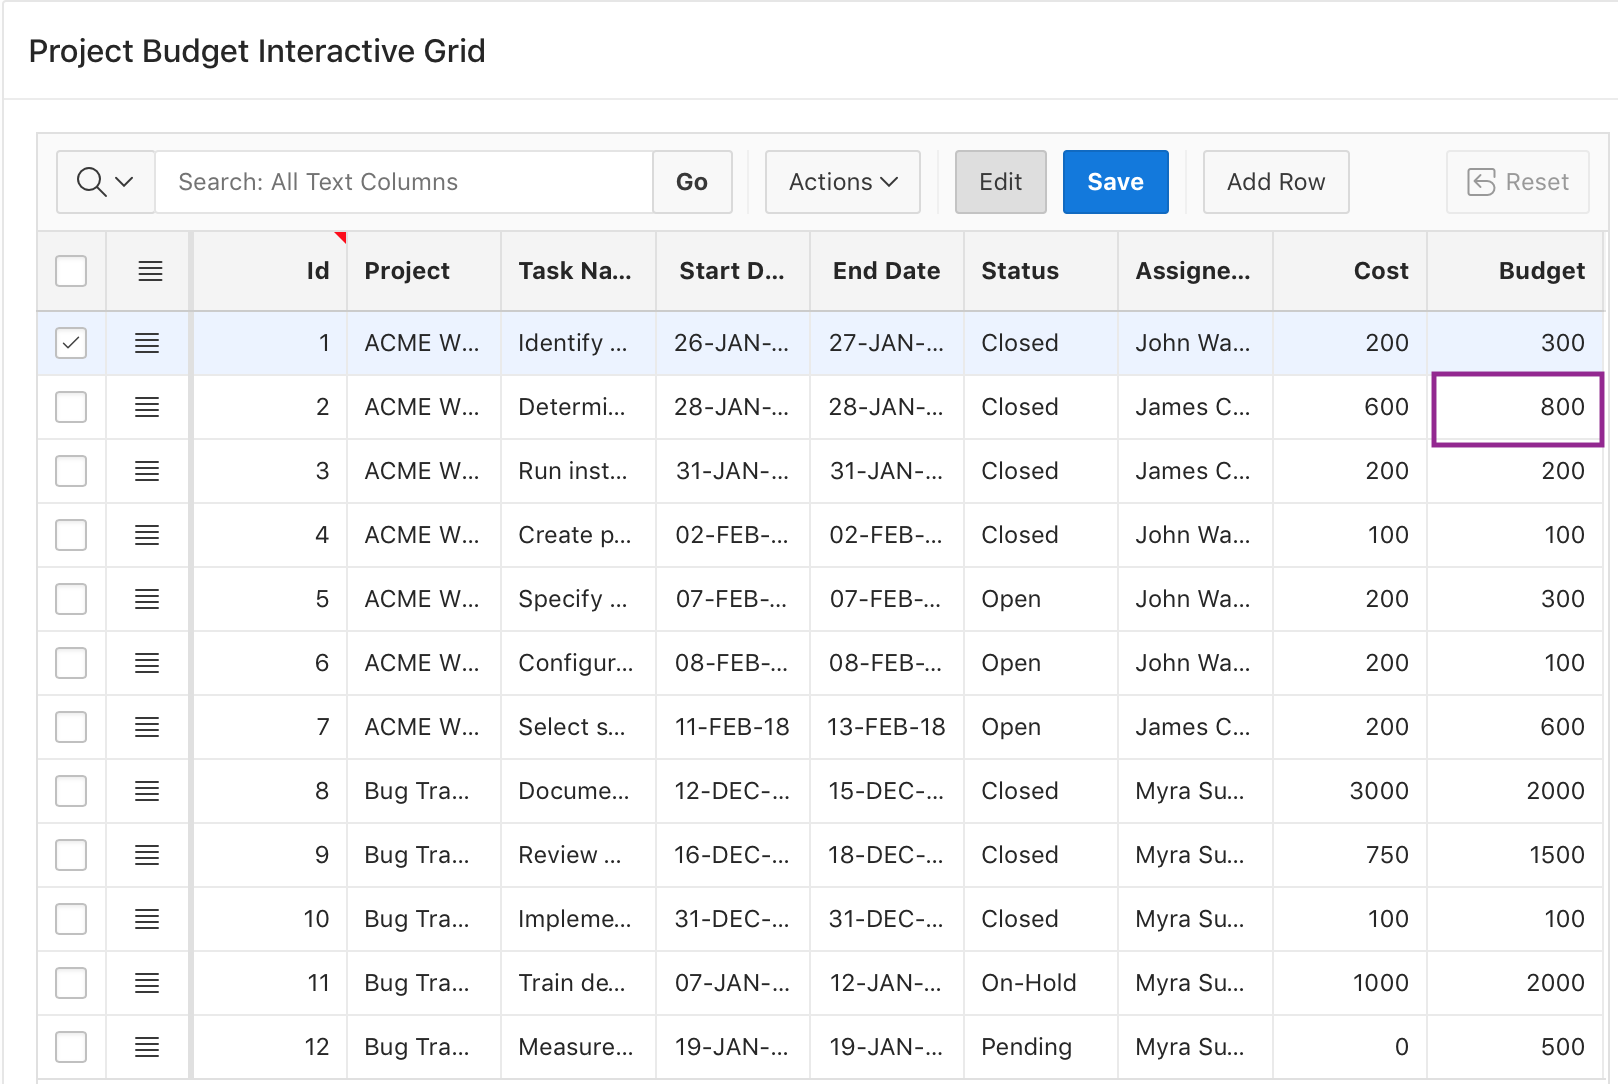 Project Budget Interactive Grid
Search: All Text Columns Go Actions Edit Save Add Row Reset
Id Project Task Na... Start D... End Date Status Assigne... Cost Budget
1 ACME W... Identify ... 26-JAN-... 27-JAN-... Closed John Wa... 200 300
2 ACME W... Determi... 28-JAN-... 28-JAN-... Closed James C... 600 800
3 ACME W... Run inst... 31-JAN-... 31-JAN-... Closed James C... 200 200
4 ACME W... Create p... 02-FEB-... 02-FEB-... Closed John Wa... 100 100
5 ACME W... Specify ... 07-FEB-... 07-FEB-... Open John Wa... 200 300
6 ACME W... Configur... 08-FEB-... 08-FEB-... Open John Wa... 200 100
7 ACME W... Select s... 11-FEB-18 13-FEB-18 Open James C... 200 600
8 Bug Tra... Docume... 12-DEC-... 15-DEC-... Closed Myra Su... 3000 2000
9 Bug Tra... Review ... 16-DEC-... 18-DEC-... Closed Myra Su... 750 1500
10 Bug Tra... Impleme... 31-DEC-... 31-DEC-... Closed Myra Su... 100 100
11 Bug Tra... Train de... 07-JAN-... 12-JAN-... On-Hold Myra Su... 1000 2000
12 Bug Tra... Measure... 19-JAN-... 19-JAN-... Pending Myra Su... 0 500